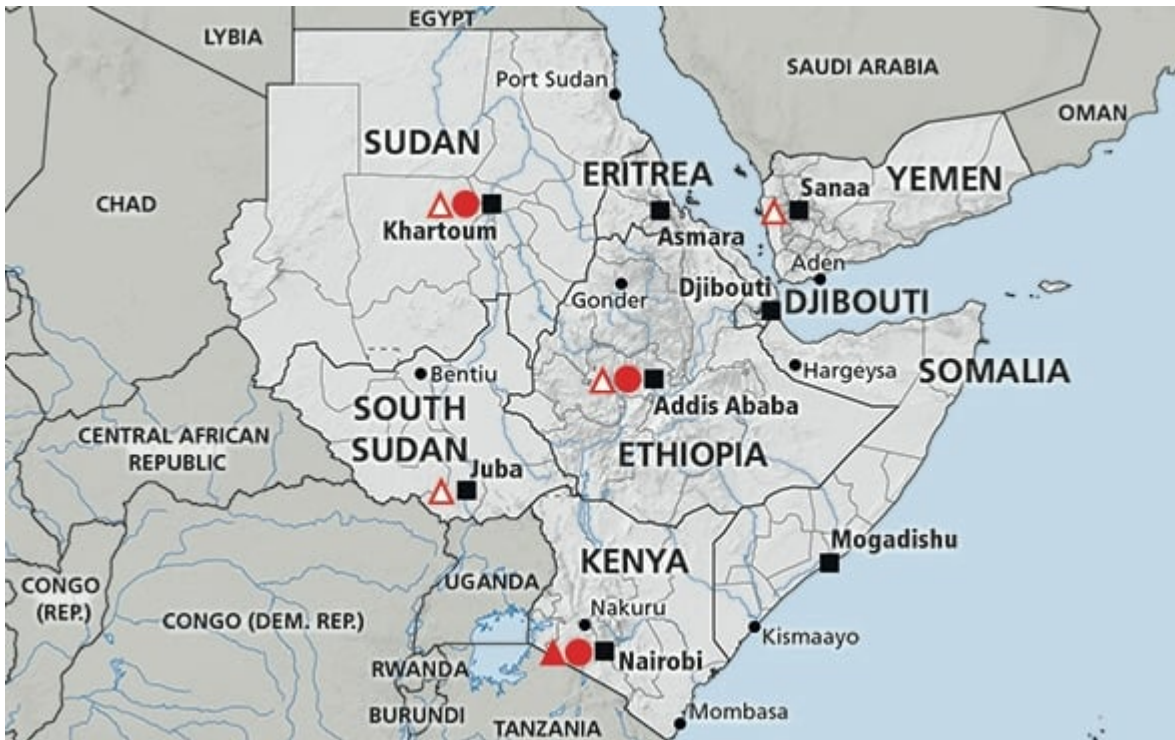 EGYPT
LYBIA
SAUDI ARABIA
Port Sudan
OMAN
SUDAN
ERITREA
YEMEN
Sanaa
CHAD
Khartoum
Asmara
Aden
Gonder
Djibouti
DJIBOUTI
Bentiu
Hargeysa
SOMALIA
Addis Ababa
SOUTH
SUDAN
CENTRAL AFRICAN
REPUBLIC
ETHIOPIA
Juba
Mogadishu
KENYA
UGANDA
CONGO
(REP.)
CONGO (DEM. REP.)
Nakuru
Kismaayo
RWANDA
Nairobi
BURUNDI
Mombasa
TANZANIA